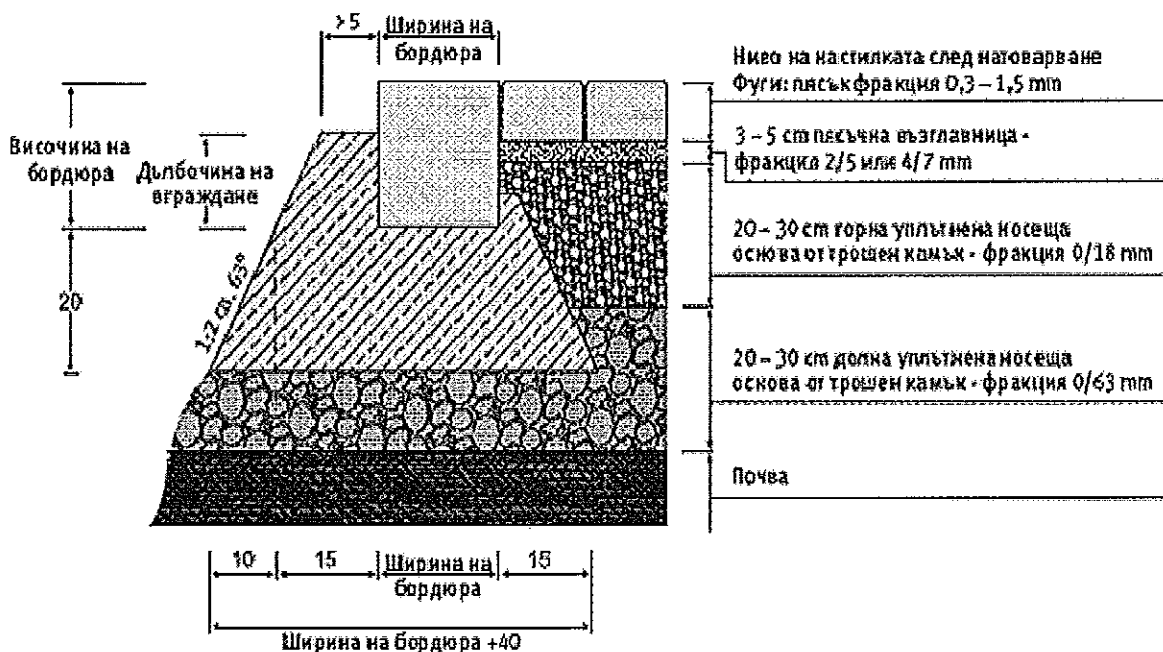 >5
Ширина на
бордюра
Ниво на настилката след натоварване
Фуги: пясък фракция 0,3 – 1,5 mm
Височина на
бордюра
Дълбочина на
вграждане
3 – 5 cm пясъчна възглавница -
фракция 2/5 или 4/7 mm
20 – 30 cm горна уплътнена носеща
основа от трошен камък - фракция 0/18 mm
20
1:2 ca. 63°
20 – 30 cm долна уплътнена носеща
основа от трошен камък - фракция 0/63 mm
Почва
10
15
Ширина на
бордюра
15
Ширина на бордюра +40